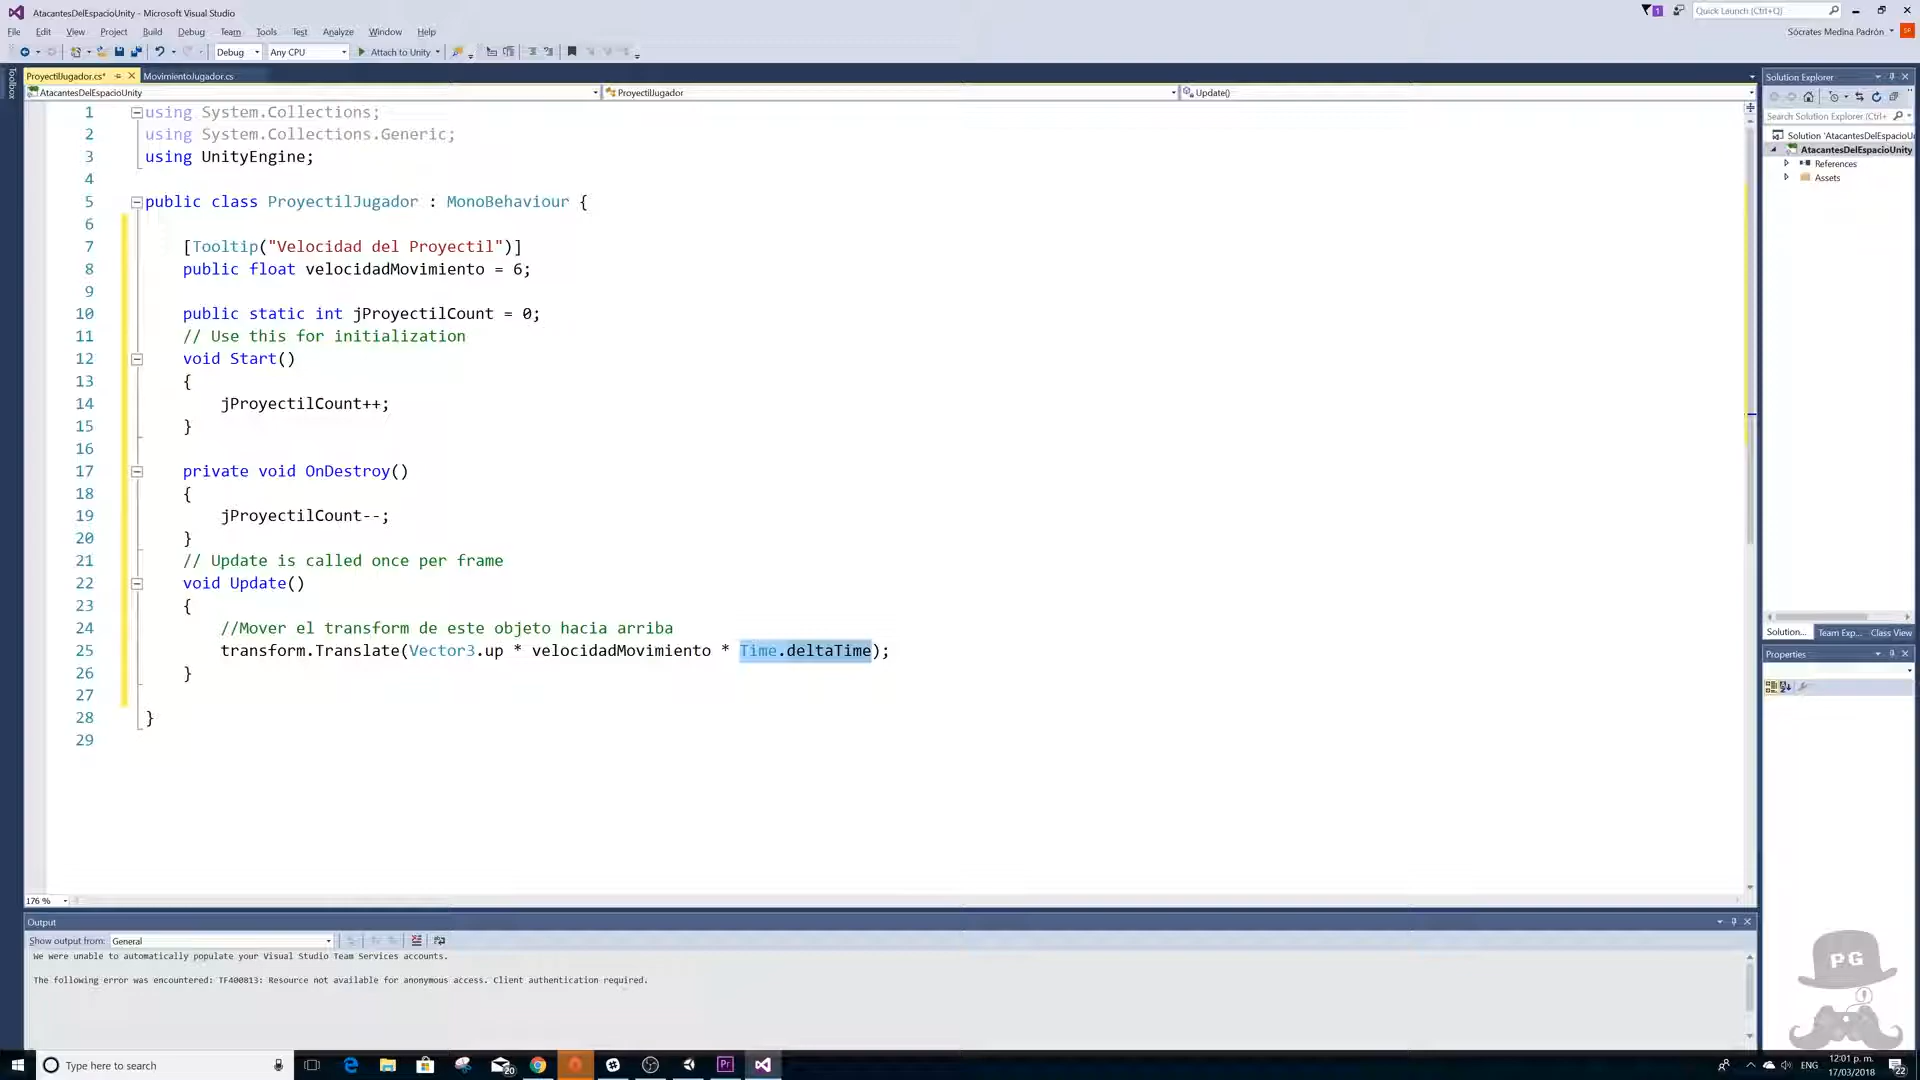 AtacantesDelEspacioUnity - Microsoft Visual Studio
1
Quick Launch (Ctrl+Q)
File Edit View Project Build Debug Team Tools Test Analyze Window Help
Sócrates Medina Padrón
Debug Any CPU Attach to Unity
Toolbox
ProyectilJugador.cs* MovimientoJugador.cs
AtacantesDelEspacioUnity ProyectilJugador Update()
1 using System.Collections;
2 using System.Collections.Generic;
3 using UnityEngine;
4
5 public class ProyectilJugador : MonoBehaviour {
6
7 [Tooltip("Velocidad del Proyectil")]
8 public float velocidadMovimiento = 6;
9
10 public static int jProyectilCount = 0;
11 // Use this for initialization
12 void Start()
13 {
14 jProyectilCount++;
15 }
16
17 private void OnDestroy()
18 {
19 jProyectilCount--;
20 }
21 // Update is called once per frame
22 void Update()
23 {
24 //Mover el transform de este objeto hacia arriba
25 transform.Translate(Vector3.up * velocidadMovimiento * Time.deltaTime);
26 }
27
28 }
29
176 %
Solution Explorer
Search Solution Explorer (Ctrl+
Solution 'AtacantesDelEspacioU
AtacantesDelEspacioUnity
References
Assets
Solution... Team Exp... Class View
Properties
Output
Show output from: General
We were unable to automatically populate your Visual Studio Team Services accounts.
The following error was encountered: TF400813: Resource not available for anonymous access. Client authentication required.
PG
Type here to search
20
Pr
ENG
12:01 p. m.
17/03/2018
22